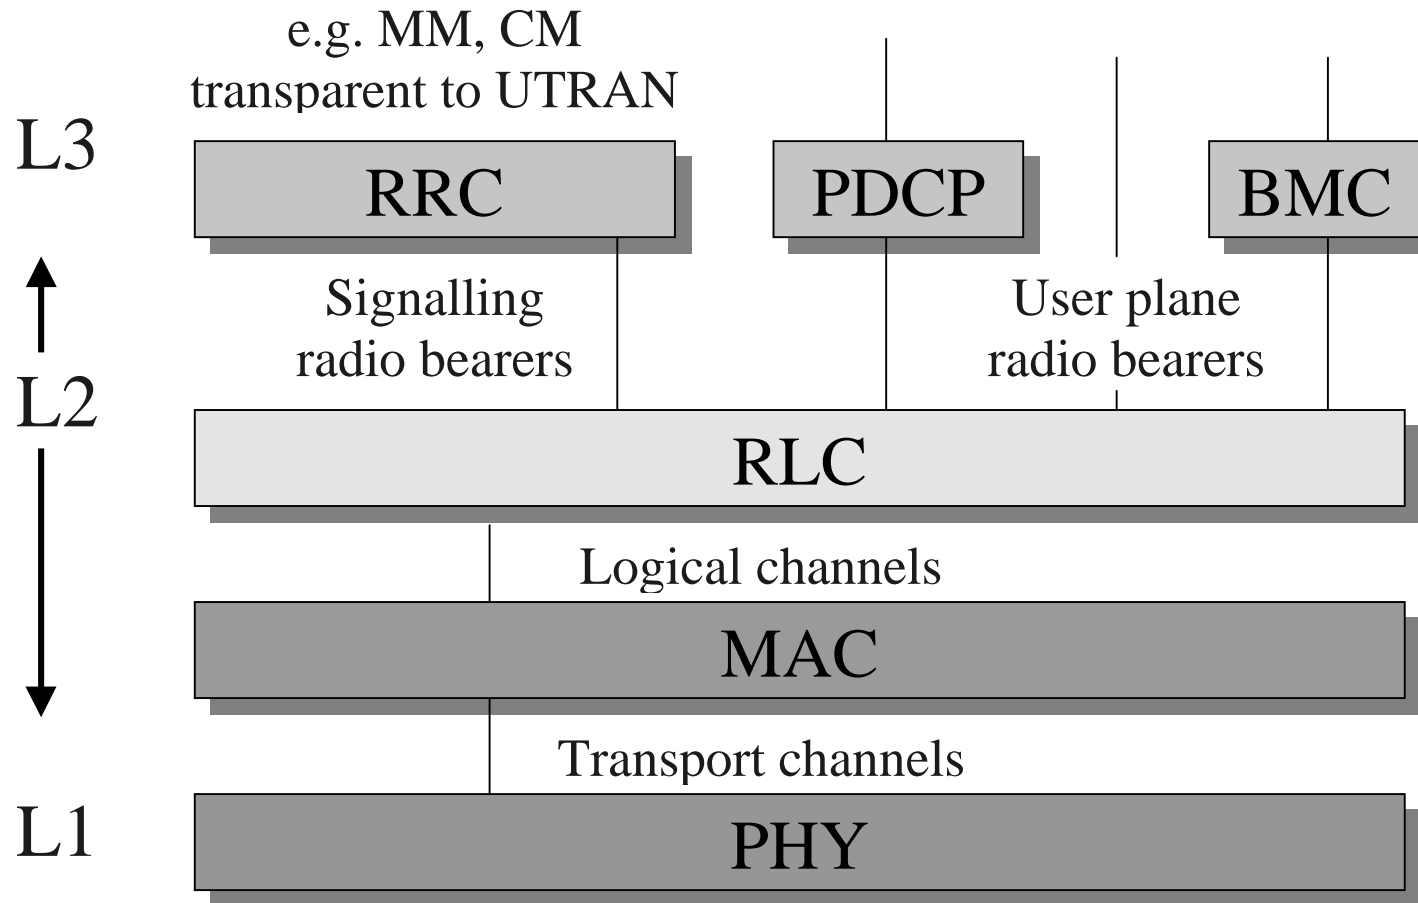 e.g. MM, CM
transparent to UTRAN
L3
RRC
PDCP
BMC
Signalling
radio bearers
User plane
radio bearers
L2
RLC
Logical channels
MAC
Transport channels
L1
PHY